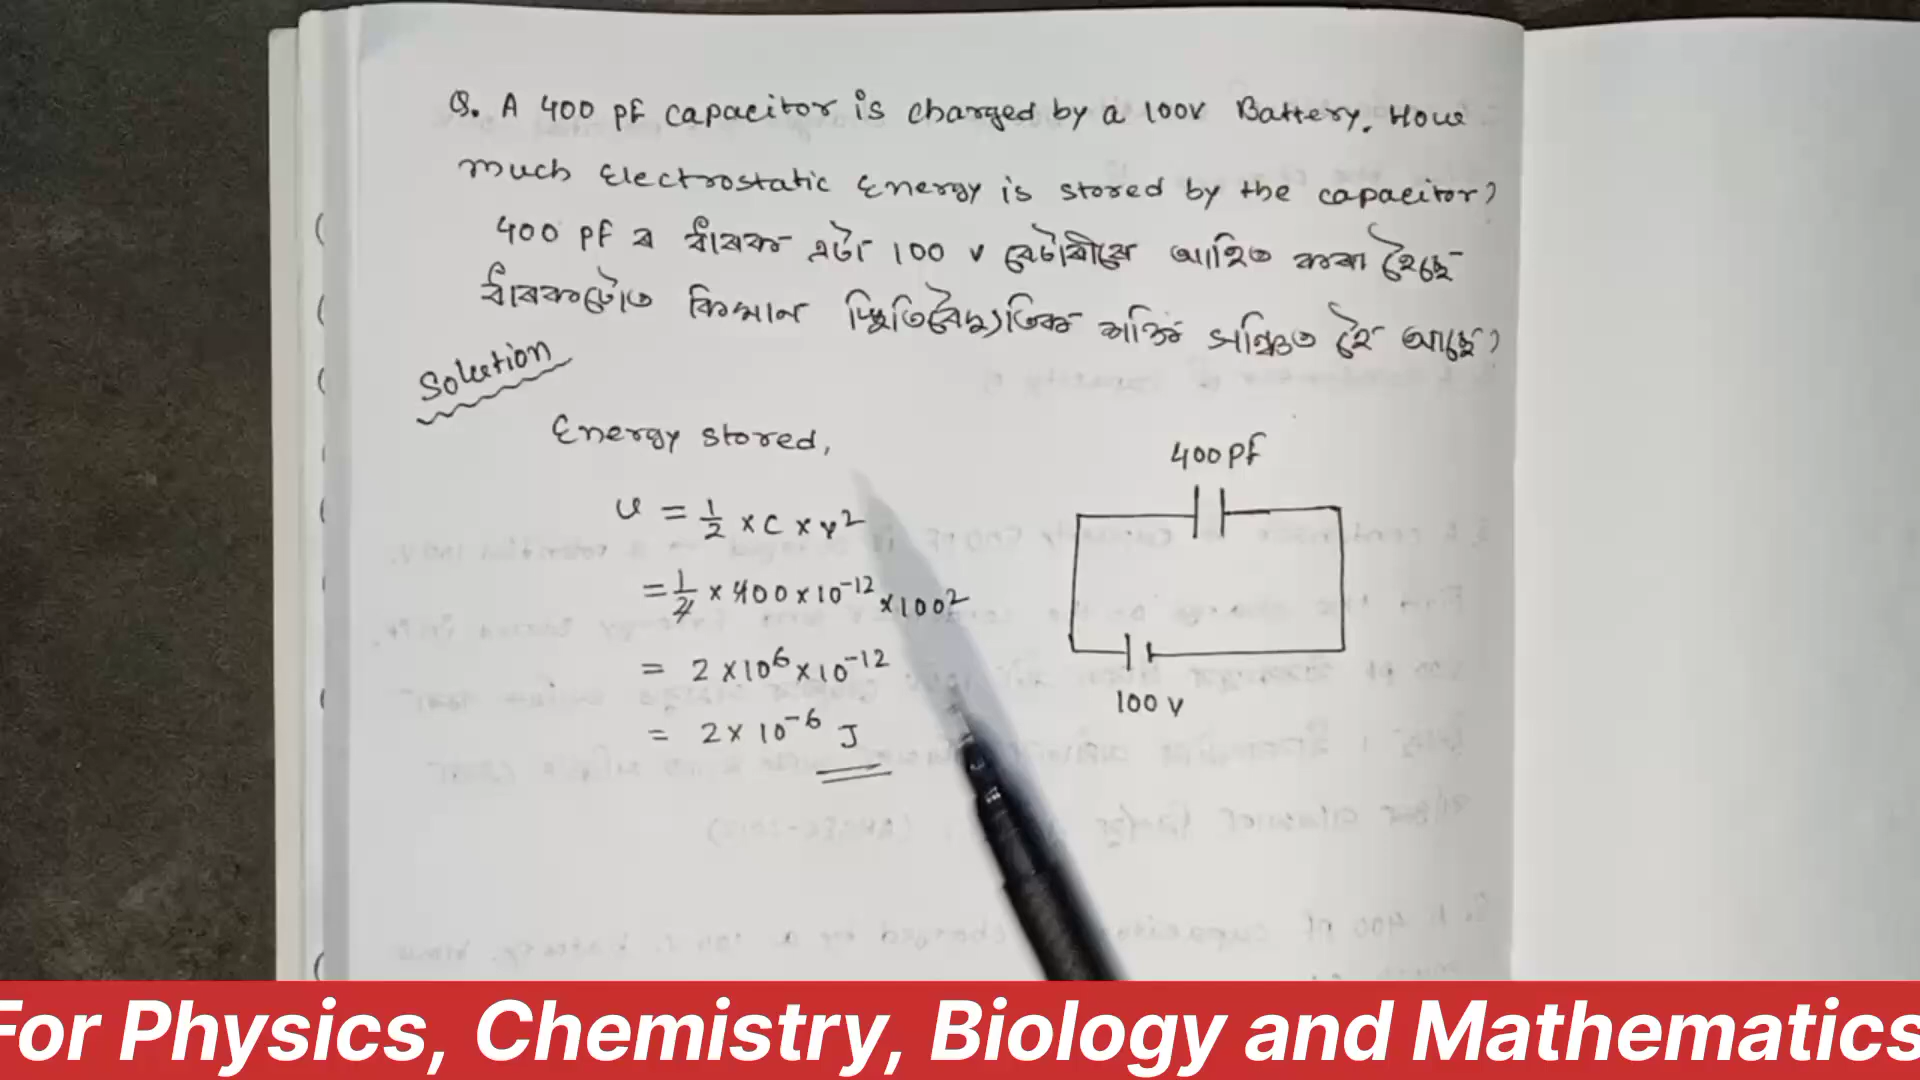 Q. A 400 pF capacitor is charged by a 100V Battery. How
much Electrostatic Energy is stored by the capacitor?
400 pF ৰ ধাৰক এটা 100 V বেটাৰীৰে আহিত কৰা হৈছে
ধাৰকটোত কিমান স্থিতিবৈদ্যুতিক শক্তি সঞ্চিত হৈ আছে?
Solution
Energy stored,
U = 1/2 × C × V²
= 1/2 × 400 × 10⁻¹² × 100²
= 2 × 10⁶ × 10⁻¹²
= 2 × 10⁻⁶ J
400 pF
100 V
For Physics, Chemistry, Biology and Mathematics